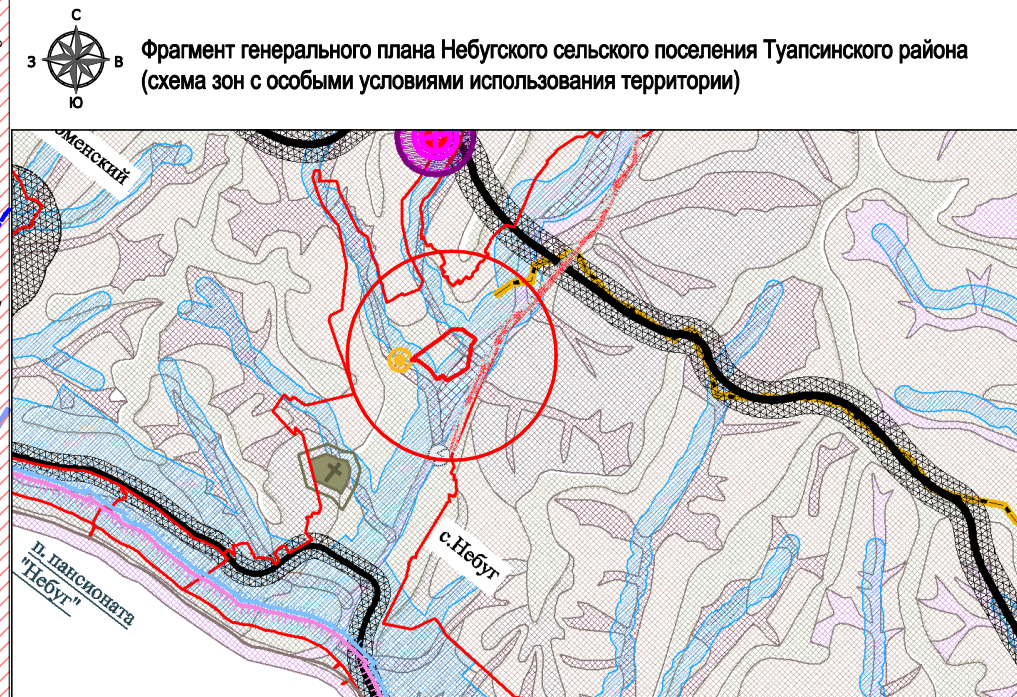 С
З
В
Ю
Фрагмент генерального плана Небугского сельского поселения Туапсинского района
(схема зон с особыми условиями использования территории)
оменский
с.Небуг
п. пансионата
"Небуг"